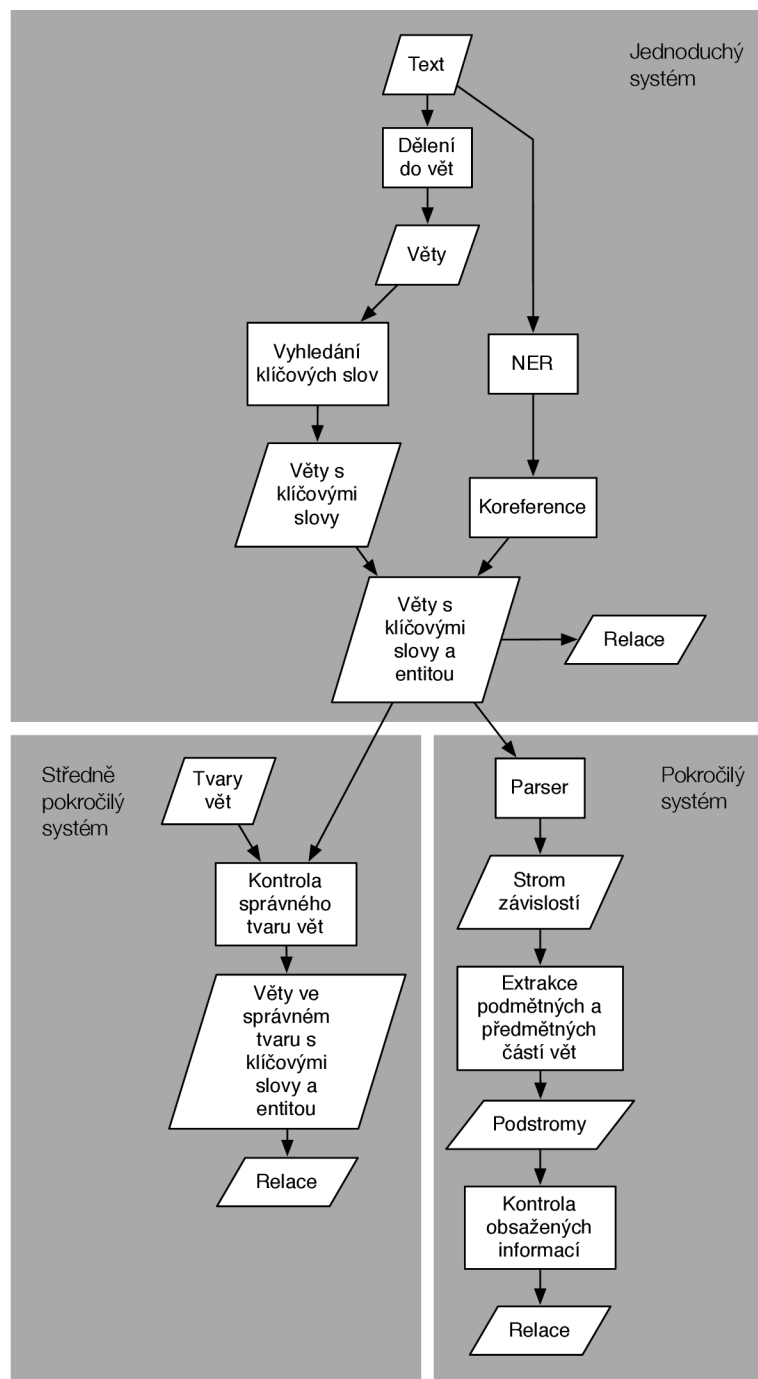 Jednoduchý
systém
Text
Dělení
do vět
Věty
Vyhledání
klíčových slov
NER
Věty s
klíčovými
slovy
Koreference
Věty s
klíčovými
slovy a
entitou
Relace
Středně
pokročilý
systém
Tvary
vět
Kontrola
správného
tvaru vět
Věty ve
správném
tvaru s
klíčovými
slovy a
entitou
Relace
Pokročilý
systém
Parser
Strom
závislostí
Extrakce
podmětných a
předmětných
částí vět
Podstromy
Kontrola
obsažených
informací
Relace